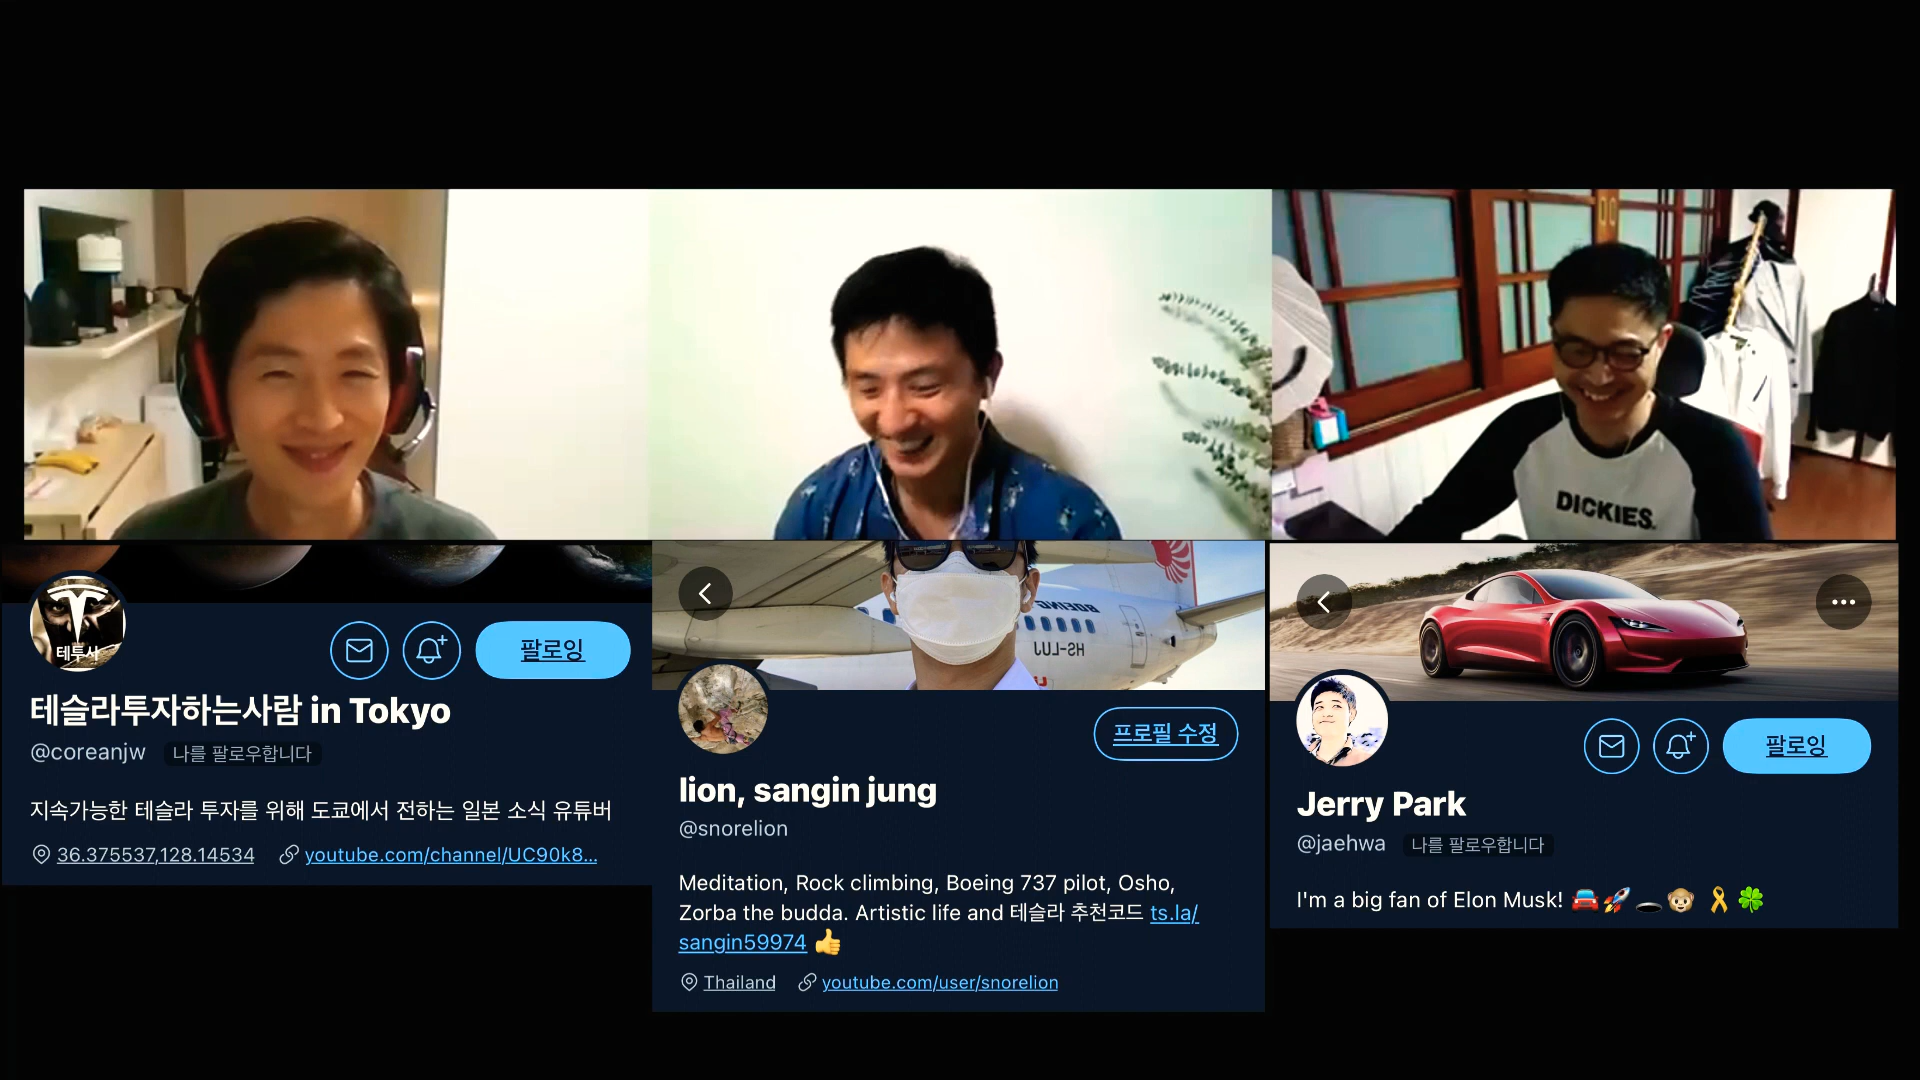 DICKIES.
테투사
팔로잉
테슬라투자하는사람 in Tokyo
@coreanjw 나를 팔로우합니다
지속가능한 테슬라 투자를 위해 도쿄에서 전하는 일본 소식 유튜버
36.375537,128.14534 youtube.com/channel/UC90k8...
BOEING
HS-LUJ
프로필 수정
lion, sangin jung
@snorelion
Meditation, Rock climbing, Boeing 737 pilot, Osho,
Zorba the budda. Artistic life and 테슬라 추천코드 ts.la/
sangin59974 👍
Thailand youtube.com/user/snorelion
팔로잉
Jerry Park
@jaehwa 나를 팔로우합니다
I'm a big fan of Elon Musk! 🚘🚀🕳️🐵 🎗️🍀